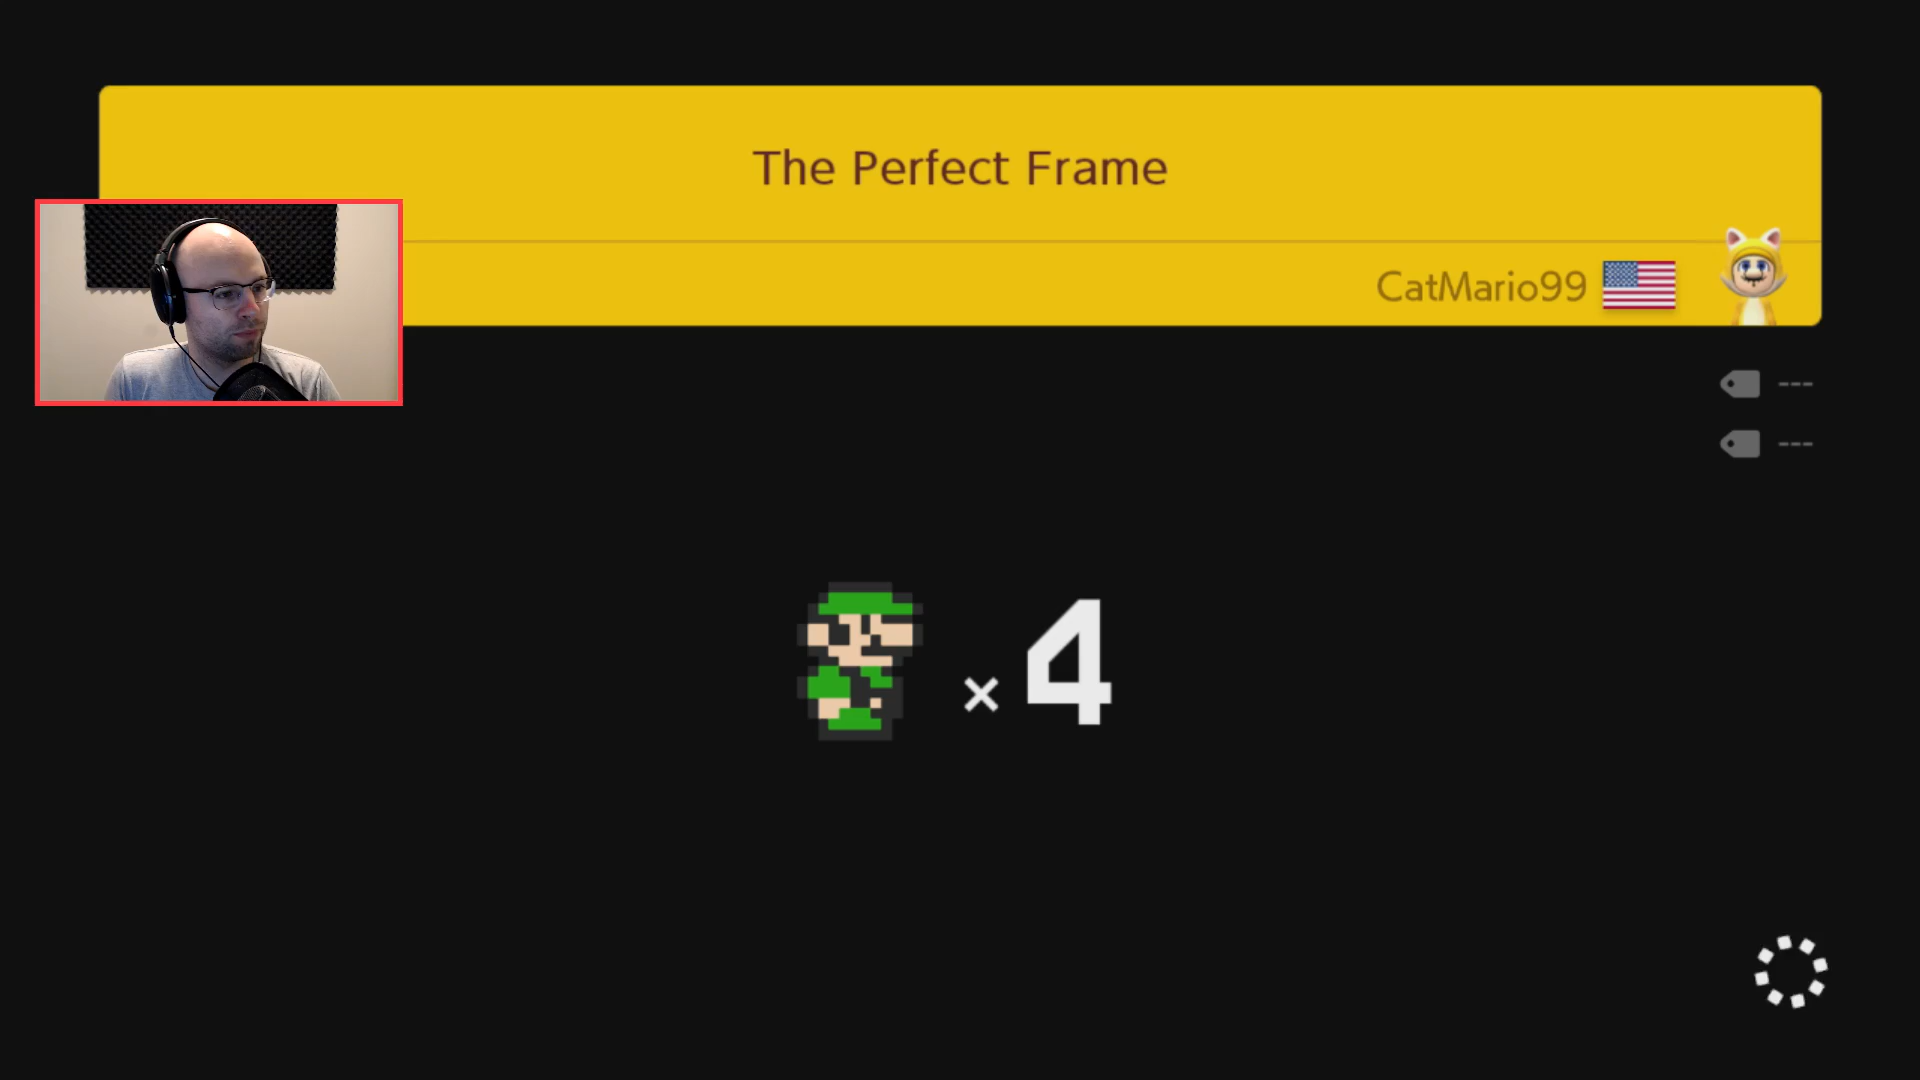 The Perfect Frame
CatMario99
---
---
× 4